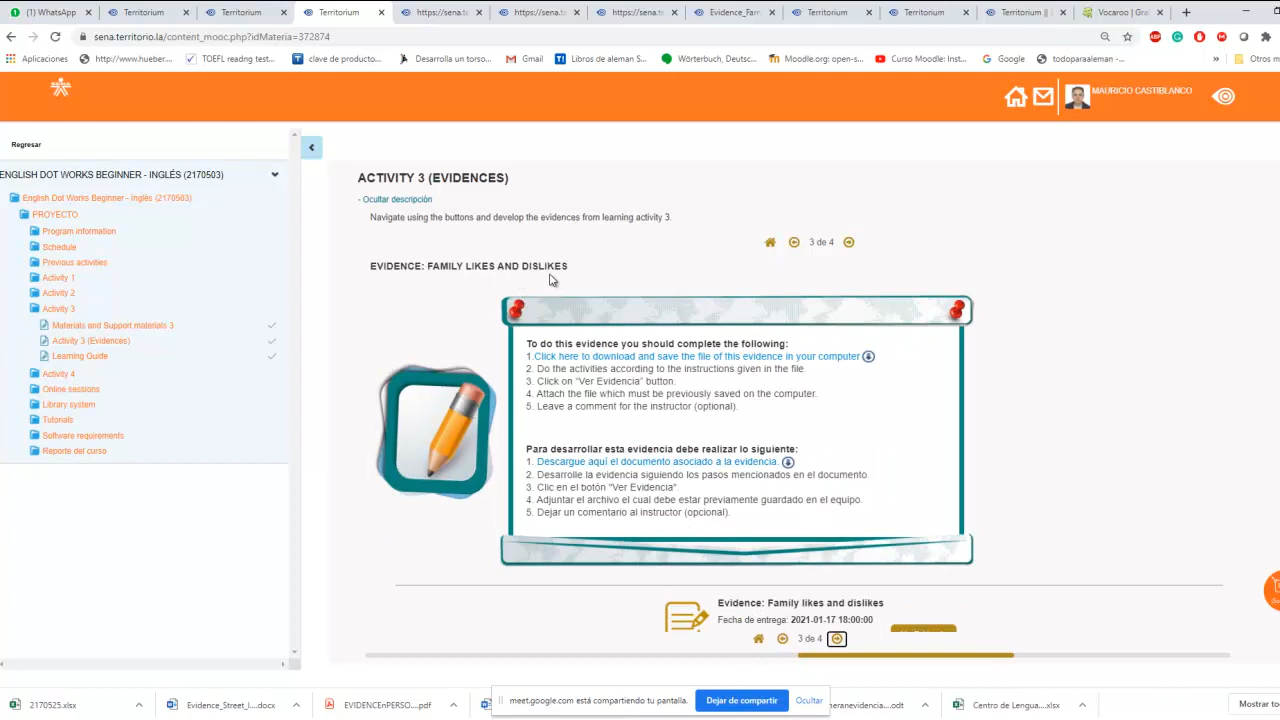 (1) WhatsApp
Territorium
Territorium
Territorium
https://sena.t
https://sena.t
https://sena.t
Evidence_Fam
Territorium
Territorium
Territorium ||
Vocaroo | Gra
sena.territorio.la/content_mooc.php?idMateria=372874
Aplicaciones
http://www.hueber...
TOEFL readng test...
clave de producto...
Desarrolla un torso...
Gmail
Libros de aleman S...
Wörterbuch, Deutsc...
Moodle.org: open-s...
Curso Moodle: Inst...
Google
todoparaaleman -...
»
Otros m
MAURICIO CASTIBLANCO
Regresar
ENGLISH DOT WORKS BEGINNER - INGLÉS (2170503)
English Dot Works Beginner - Inglés (2170503)
PROYECTO
Program information
Schedule
Previous activities
Activity 1
Activity 2
Activity 3
Materials and Support materials 3
Activity 3 (Evidences)
Learning Guide
Activity 4
Online sessions
Library system
Tutorials
Software requirements
Reporte del curso
ACTIVITY 3 (EVIDENCES)
- Ocultar descripción
Navigate using the buttons and develop the evidences from learning activity 3.
3 de 4
EVIDENCE: FAMILY LIKES AND DISLIKES
To do this evidence you should complete the following:
1.Click here to download and save the file of this evidence in your computer
2. Do the activities according to the instructions given in the file.
3. Click on "Ver Evidencia" button.
4. Attach the file which must be previously saved on the computer.
5. Leave a comment for the instructor (optional).
Para desarrollar esta evidencia debe realizar lo siguiente:
1. Descargue aquí el documento asociado a la evidencia.
2. Desarrolle la evidencia siguiendo los pasos mencionados en el documento.
3. Clic en el botón "Ver Evidencia".
4. Adjuntar el archivo el cual debe estar previamente guardado en el equipo.
5. Dejar un comentario al instructor (opcional).
Evidence: Family likes and dislikes
Fecha de entrega: 2021-01-17 18:00:00
3 de 4
2170525.xlsx
Evidence_Street_l....docx
EVIDENCEnPERSO....pdf
meet.google.com está compartiendo tu pantalla.
Dejar de compartir
Ocultar
neranevidencia....odt
Centro de Lengua....xlsx
Mostrar to